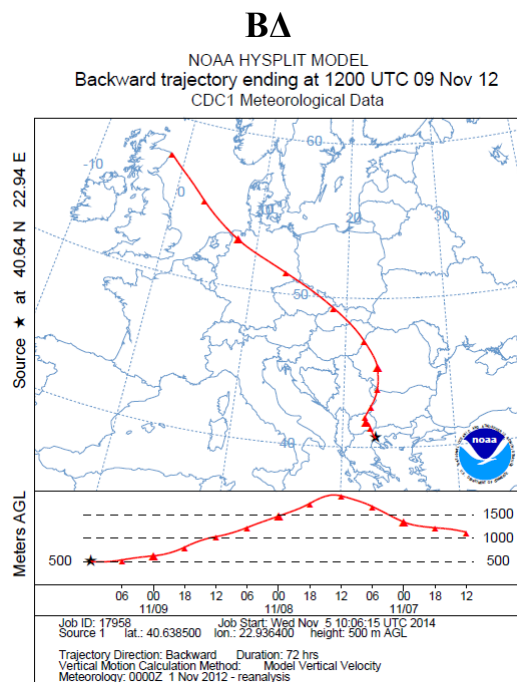 ΒΔ
NOAA HYSPLIT MODEL
Backward trajectory ending at 1200 UTC 09 Nov 12
CDC1 Meteorological Data
Source ★ at 40.64 N 22.94 E
-10
0
60
10
20
30
50
40
noaa
Meters AGL
500
1500
1000
500
06 00 18 12 06 00 18 12 06 00 18 12
11/09 11/08 11/07
Job ID: 17958 Job Start: Wed Nov 5 10:06:15 UTC 2014
Source 1 lat.: 40.638500 lon.: 22.936400 height: 500 m AGL
Trajectory Direction: Backward Duration: 72 hrs
Vertical Motion Calculation Method: Model Vertical Velocity
Meteorology: 0000Z 1 Nov 2012 - reanalysis